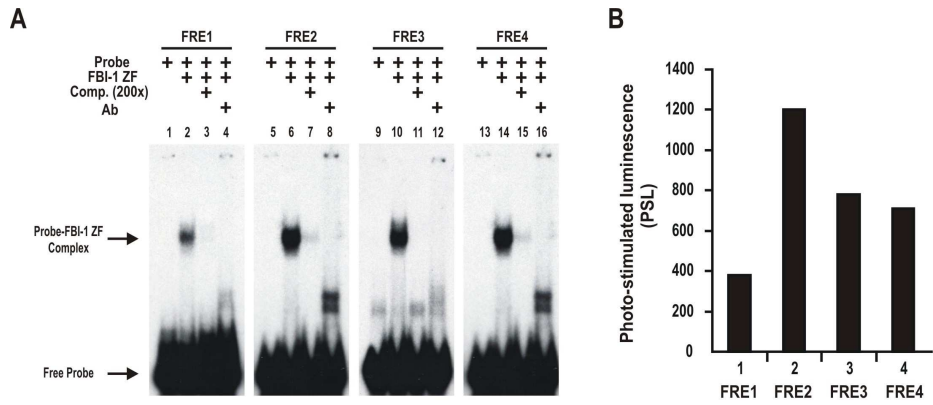 A
FRE1 FRE2 FRE3 FRE4
Probe + + + + + + + + + + + + + + + +
FBI-1 ZF + + + + + + + + + + + +
Comp. (200x) + + + +
Ab + + + +
1 2 3 4 5 6 7 8 9 10 11 12 13 14 15 16
Probe-FBI-1 ZF
Complex
Free Probe
B
Photo-stimulated luminescence
(PSL)
1400
1200
1000
800
600
400
200
0
1 2 3 4
FRE1 FRE2 FRE3 FRE4